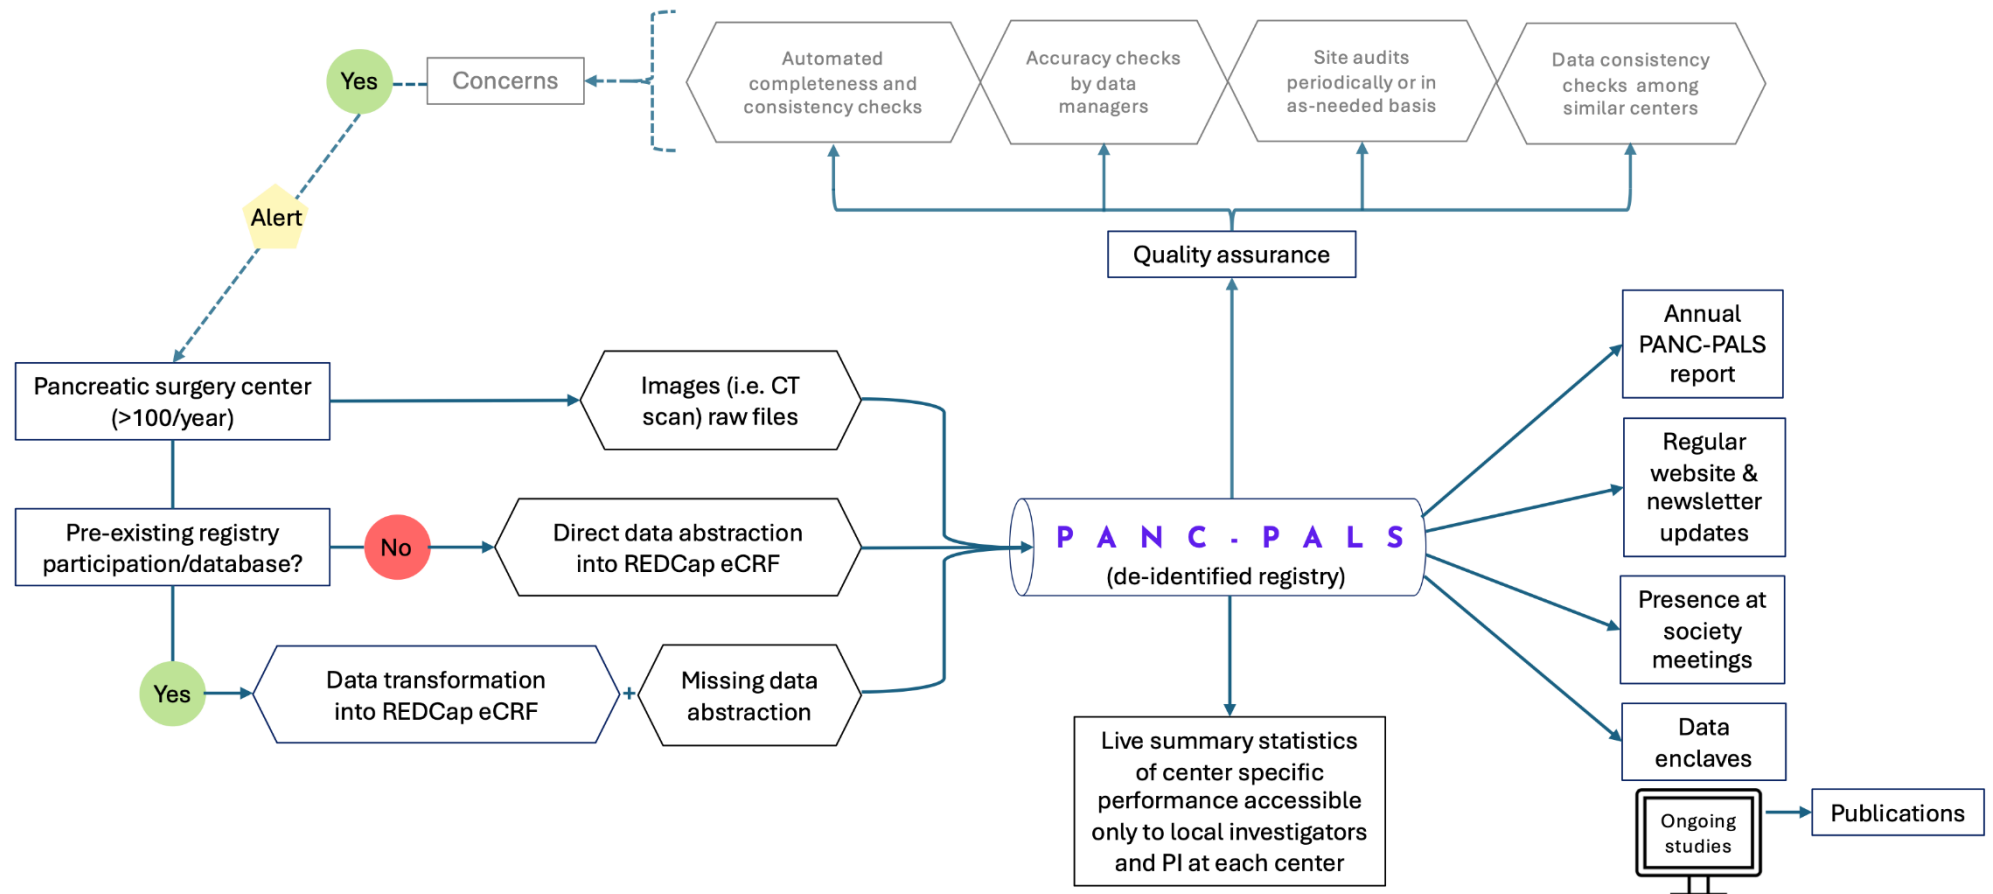 Yes
Concerns
Automated
completeness and
consistency checks
Accuracy checks
by data
managers
Site audits
periodically or in
as-needed basis
Data consistency
checks among
similar centers
Alert
Quality assurance
Pancreatic surgery center
(>100/year)
Images (i.e. CT
scan) raw files
Pre-existing registry
participation/database?
No
Direct data abstraction
into REDCap eCRF
Yes
Data transformation
into REDCap eCRF
+
Missing data
abstraction
PANC-PALS
(de-identified registry)
Live summary statistics
of center specific
performance accessible
only to local investigators
and PI at each center
Annual
PANC-PALS
report
Regular
website &
newsletter
updates
Presence at
society
meetings
Data
enclaves
Ongoing
studies
Publications